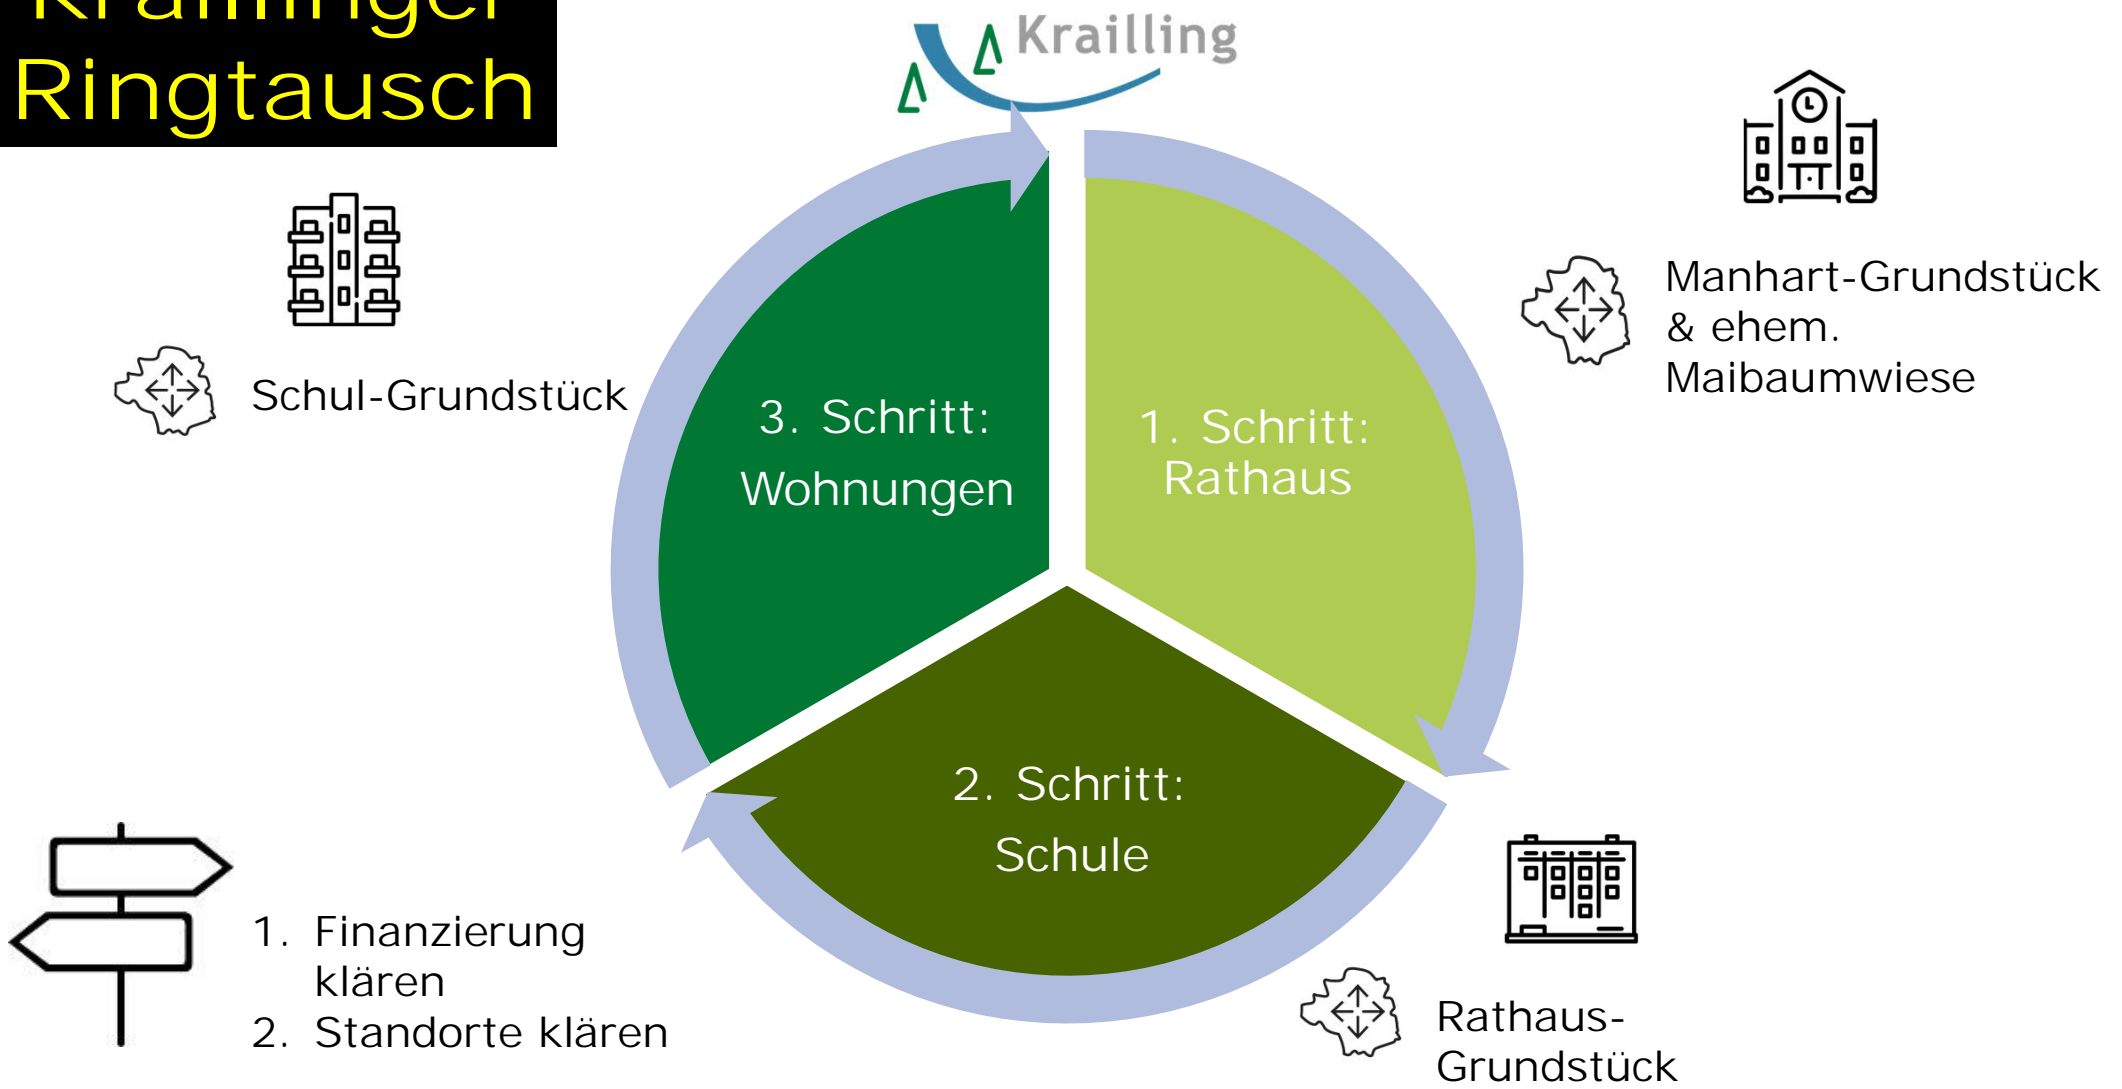 Kraillinger
Ringtausch
Krailling
Manhart-Grundstück
& ehem.
Maibaumwiese
Schul-Grundstück
3. Schritt:
Wohnungen
1. Schritt:
Rathaus
2. Schritt:
Schule
1. Finanzierung
klären
2. Standorte klären
Rathaus-
Grundstück